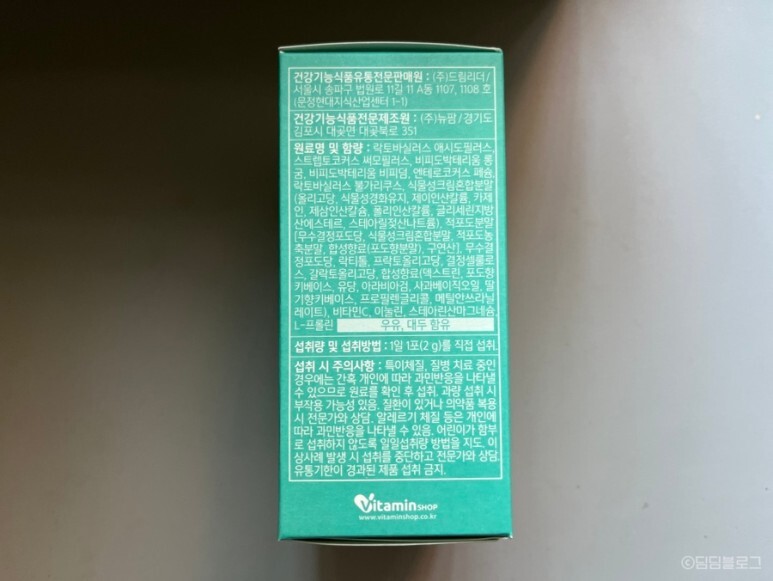 건강기능식품유통전문판매원 : (주)드림리더/
서울시 송파구 법원로 11길 11 A동 1107, 1108 호
(문정현대지식산업센터 1-1)
건강기능식품전문제조원 : (주)뉴팜/경기도
김포시 대곶면 대곶북로 351
원료명 및 함량 : 락토바실러스 애시도필러스,
스트렙토코커스 써모필러스, 비피도박테리움 롱
굼, 비피도박테리움 비피덤, 엔테로코커스 페슘,
락토바실러스 불가리쿠스, 식물성크림혼합분말
(올리고당, 식물성경화유지, 제이인산칼륨, 카제
인, 제삼인산칼슘, 폴리인산칼륨, 글리세린지방
산에스테르, 스테아릴젖산나트륨), 적포도분말
[무수결정포도당, 식물성크림혼합분말, 적포도농
축분말, 합성향료(포도향분말), 구연산], 무수결
정포도당, 락티톨, 프락토올리고당, 결정셀룰로
스, 갈락토올리고당, 합성향료(덱스트린, 포도향
키베이스, 유당, 아라비아검, 사과베이직오일, 딸
기향키베이스, 프로필렌글리콜, 메틸안쓰라닐
레이트), 비타민C, 이눌린, 스테아린산마그네슘,
L-프롤린 우유, 대두 함유
섭취량 및 섭취방법 : 1일 1포(2 g)를 직접 섭취.
섭취 시 주의사항 : 특이체질, 질병 치료 중인
경우에는 간혹 개인에 따라 과민반응을 나타낼
수 있으므로 원료를 확인 후 섭취. 과량 섭취 시
부작용 가능성 있음. 질환이 있거나 의약품 복용
시 전문가와 상담. 알레르기 체질 등은 개인에
따라 과민반응을 나타낼 수 있음. 어린이가 함부
로 섭취하지 않도록 일일섭취량 방법을 지도. 이
상사례 발생 시 섭취를 중단하고 전문가와 상담.
유통기한이 경과된 제품 섭취 금지.
Vitamin SHOP
www.vitaminshop.co.kr
©딤딤블로그